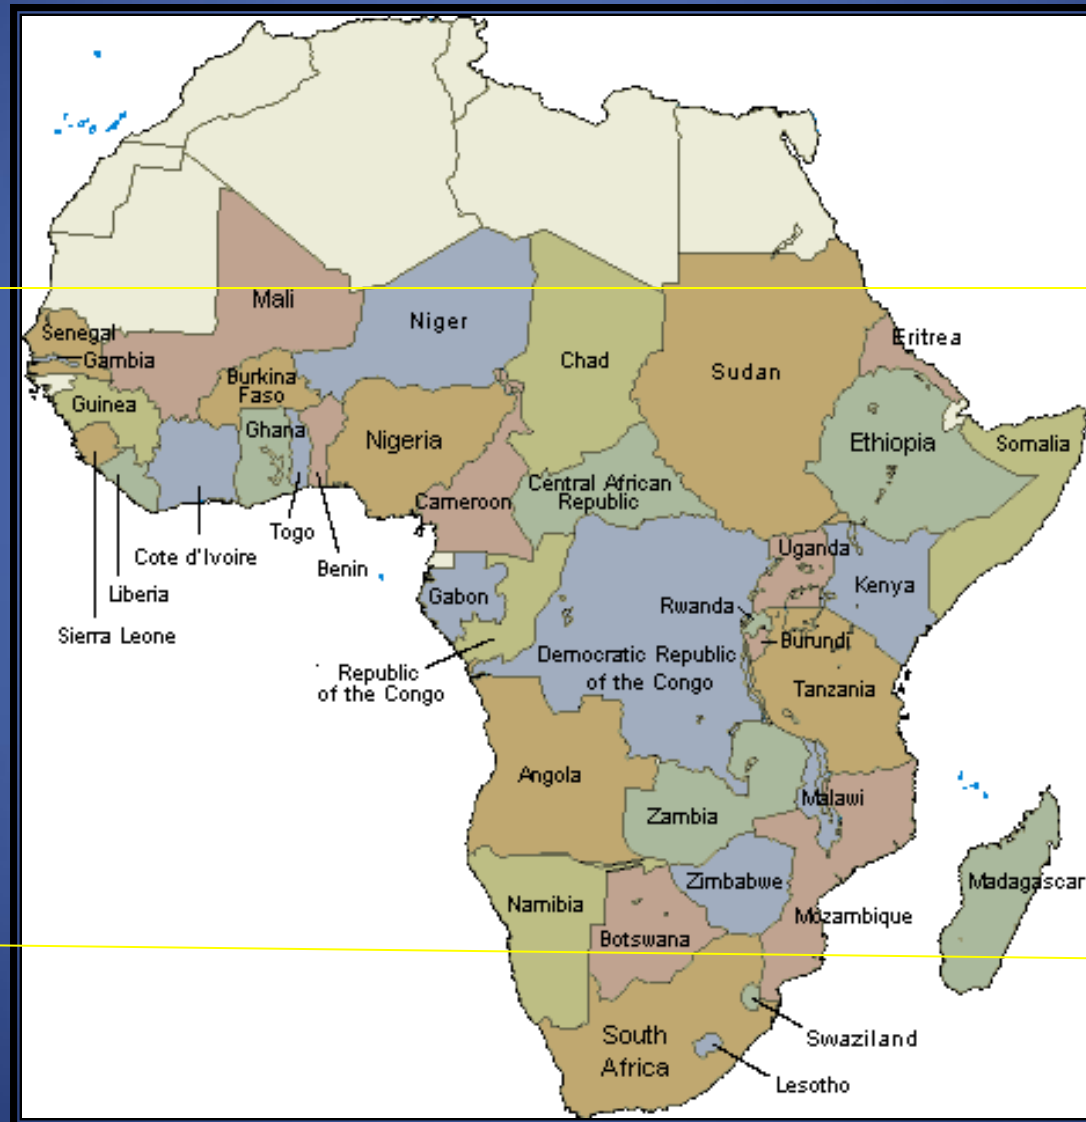 Mali
Niger
Senegal
Eritrea
Gambia
Chad
Sudan
Burkina
Faso
Guinea
Ghana
Nigeria
Ethiopia
Somalia
Central African
Republic
Cameroon
Togo
Cote d'Ivoire
Benin
Uganda
Kenya
Liberia
Gabon
Rwanda
Sierra Leone
Burundi
Republic
of the Congo
Democratic Republic
of the Congo
Tanzania
Angola
Malawi
Zambia
Zimbabwe
Madagascar
Namibia
Mozambique
Botswana
South
Africa
Swaziland
Lesotho